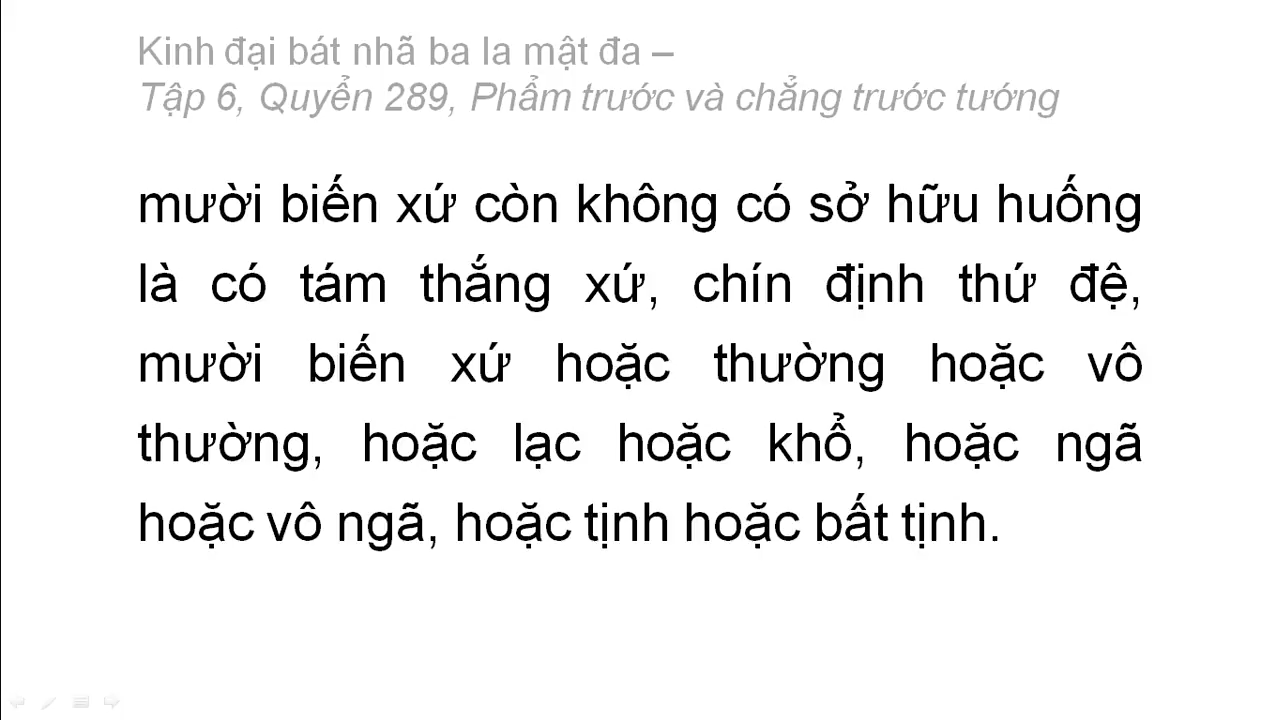 Kinh đại bát nhã ba la mật đa –
Tập 6, Quyển 289, Phẩm trước và chẳng trước tướng
mười biến xứ còn không có sở hữu huống
là có tám thắng xứ, chín định thứ đệ,
mười biến xứ hoặc thường hoặc vô
thường, hoặc lạc hoặc khổ, hoặc ngã
hoặc vô ngã, hoặc tịnh hoặc bất tịnh.